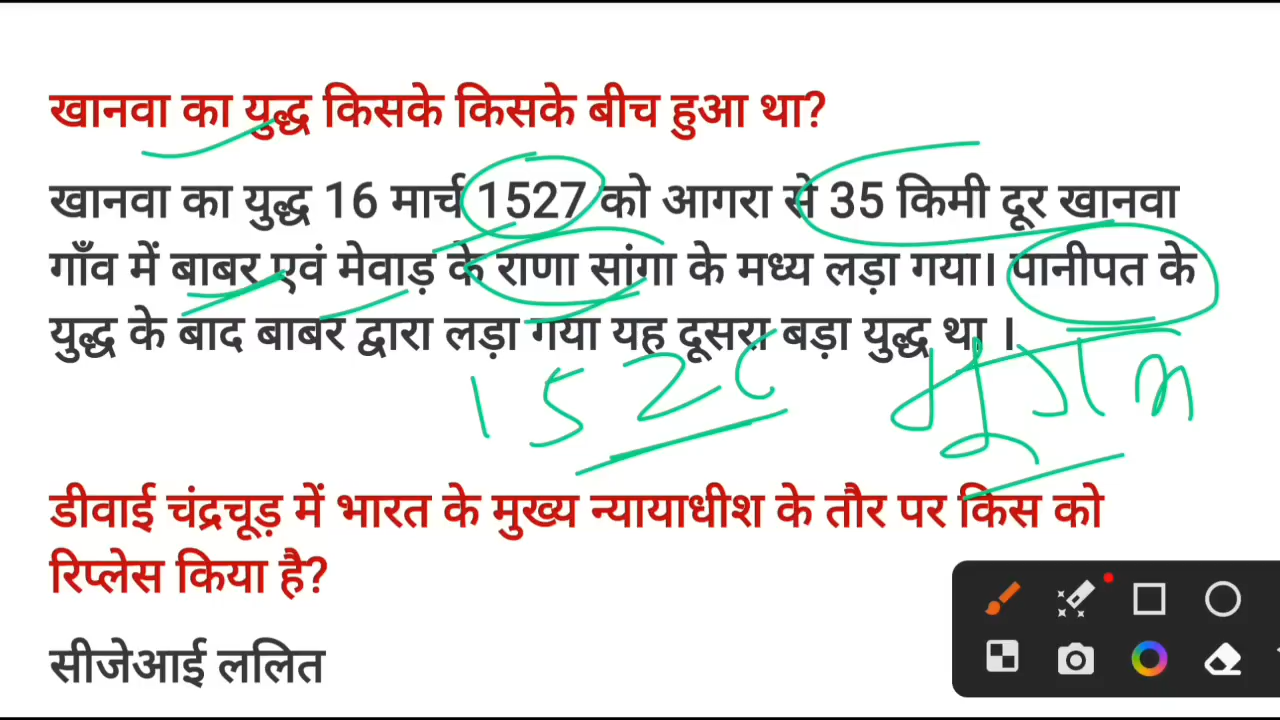 खानवा का युद्ध किसके किसके बीच हुआ था?
खानवा का युद्ध 16 मार्च 1527 को आगरा से 35 किमी दूर खानवा
गाँव में बाबर एवं मेवाड़ के राणा सांगा के मध्य लड़ा गया। पानीपत के
युद्ध के बाद बाबर द्वारा लड़ा गया यह दूसरा बड़ा युद्ध था ।
152
डीवाई चंद्रचूड़ में भारत के मुख्य न्यायाधीश के तौर पर किस को
रिप्लेस किया है?
सीजेआई ललित